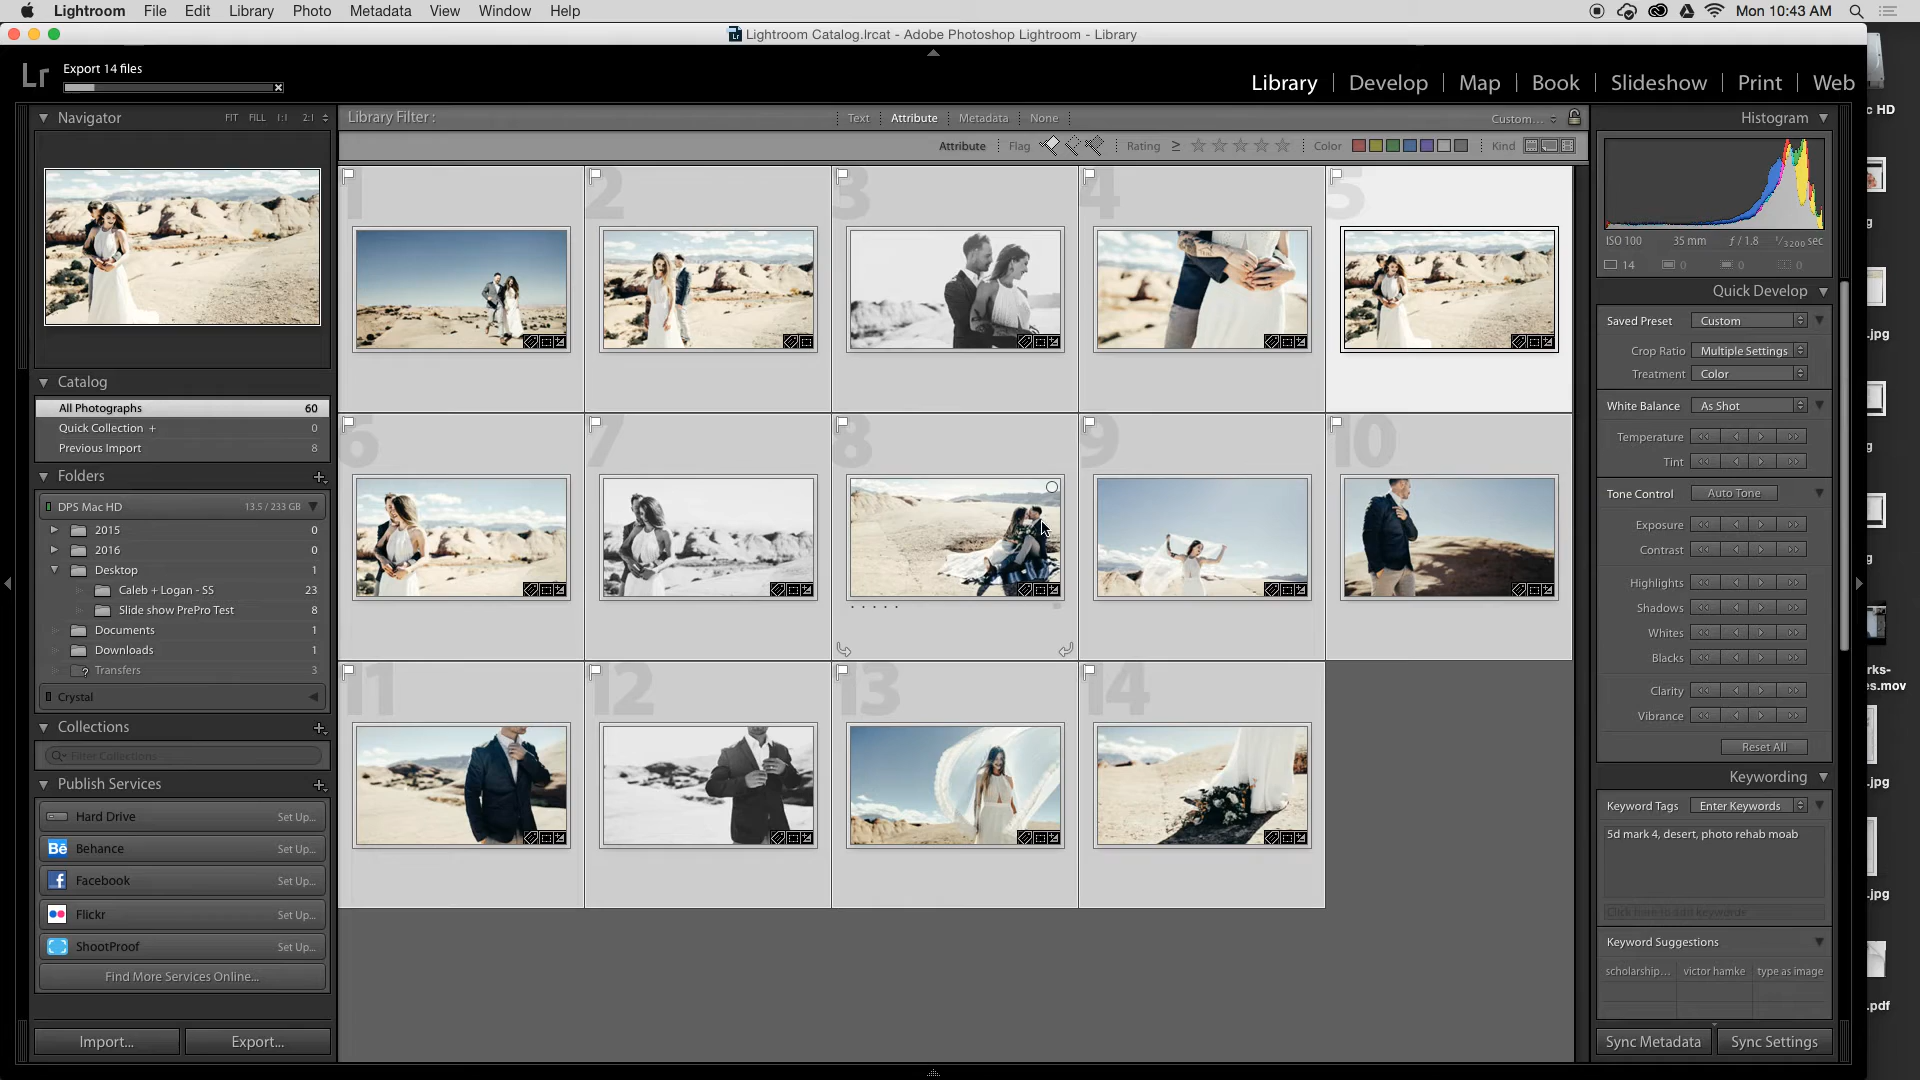 Lightroom File Edit Library Photo Metadata View Window Help Mon 10:43 AM
Lightroom Catalog.lrcat - Adobe Photoshop Lightroom - Library
Lr Export 14 files
Library Develop Map Book Slideshow Print Web
Navigator FIT FILL 1:1 2:1
Library Filter : Text Attribute Metadata None Custom...
Histogram
Attribute Flag Rating ≥ Color Kind
ISO 100 35 mm ƒ / 1.8 1/3200 sec
14 0 0 0
1 2 3 4 5
6 7 8 9 10
11 12 13 14
Catalog
All Photographs 60
Quick Collection + 0
Previous Import 8
Folders
DPS Mac HD 13.5 / 233 GB
2015 0
2016 0
Desktop 1
Caleb + Logan - SS 23
Slide show PrePro Test 8
Documents 1
Downloads 1
Transfers 3
Crystal
Collections
Filter Collections
Publish Services
Hard Drive Set Up...
Bē Behance Set Up...
f Facebook Set Up...
Flickr Set Up...
ShootProof Set Up...
Find More Services Online...
Import... Export...
Quick Develop
Saved Preset Custom
Crop Ratio Multiple Settings
Treatment Color
White Balance As Shot
Temperature
Tint
Tone Control Auto Tone
Exposure
Contrast
Highlights
Shadows
Whites
Blacks
Clarity
Vibrance
Reset All
Keywording
Keyword Tags Enter Keywords
5d mark 4, desert, photo rehab moab
Click here to add keywords
Keyword Suggestions
scholarship... victor hamke type as image
Sync Metadata Sync Settings
c HD
g
.jpg
g
rks-
es.mov
.jpg
.jpg
.pdf